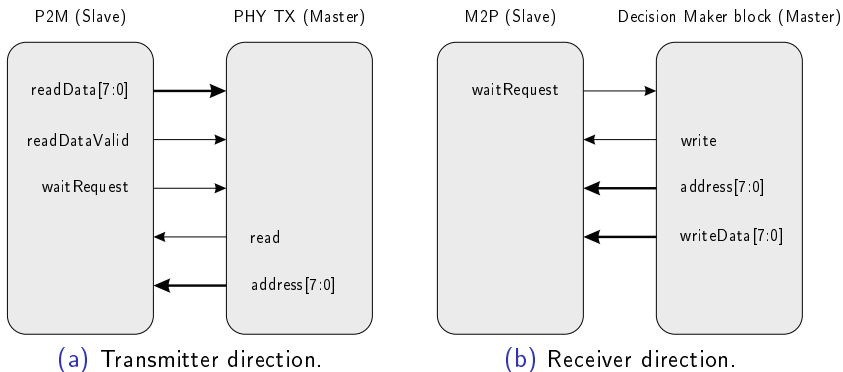 P2M (Slave) PHY TX (Master) M2P (Slave) Decision Maker block (Master)
readData[7:0] waitRequest
readDataValid write
waitRequest address[7:0]
read writeData[7:0]
address[7:0]
(a) Transmitter direction. (b) Receiver direction.